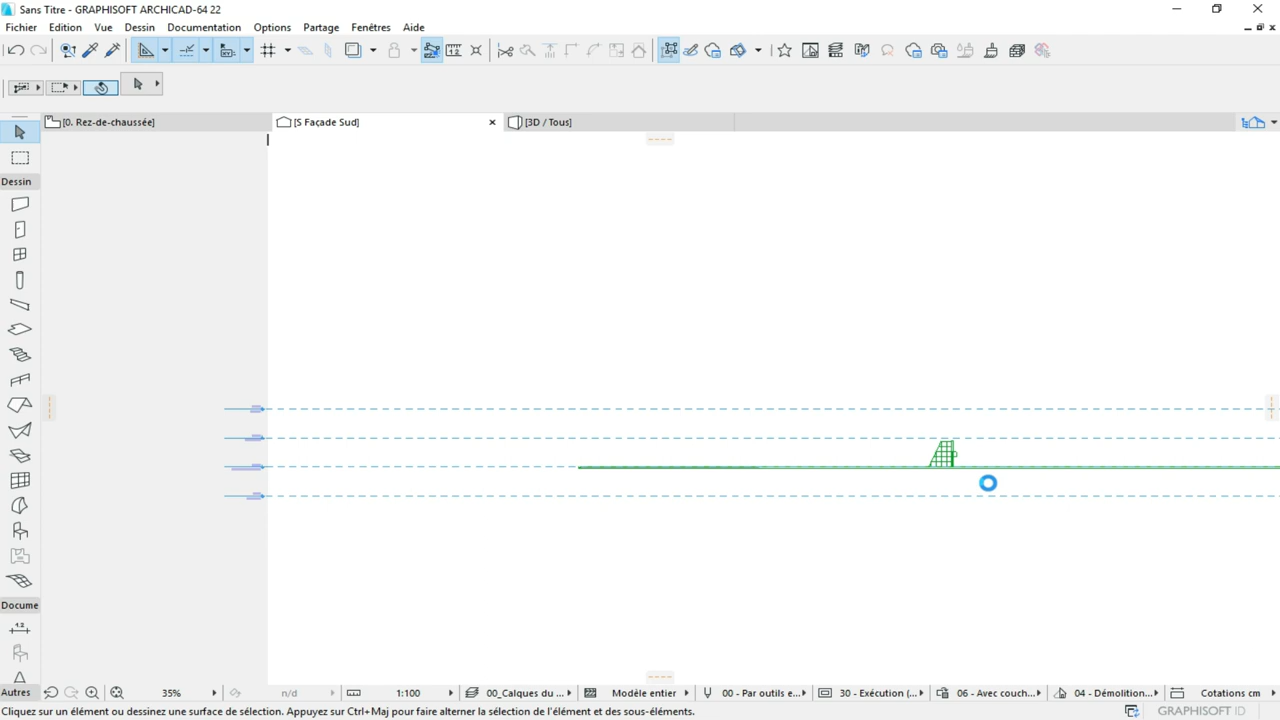 Sans Titre - GRAPHISOFT ARCHICAD-64 22
Fichier Edition Vue Dessin Documentation Options Partage Fenêtres Aide
[0. Rez-de-chaussée] [S Façade Sud] [3D / Tous]
Dessin
Docume
1.2
Autres
35% n/d 1:100 00_Calques du ... Modèle entier 00 - Par outils e... 30 - Exécution (... 06 - Avec couch... 04 - Démolition... Cotations cm
Cliquez sur un élément ou dessinez une surface de sélection. Appuyez sur Ctrl+Maj pour faire alterner la sélection de l'élément et des sous-éléments. GRAPHISOFT ID